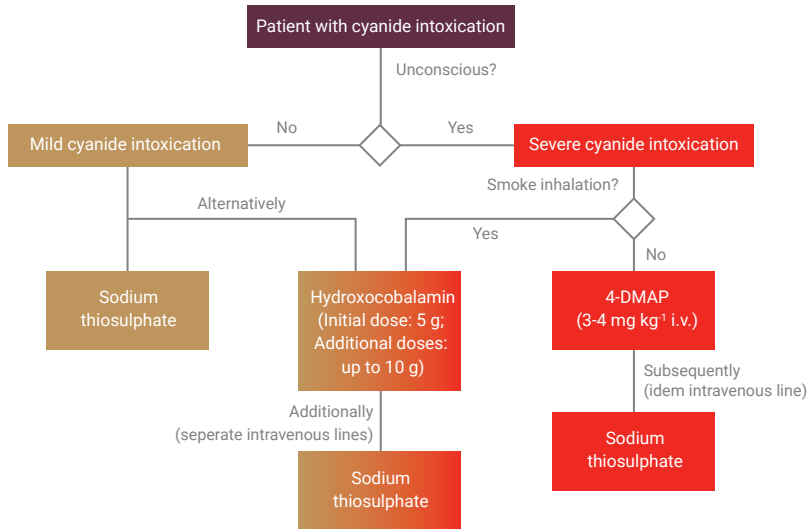 Patient with cyanide intoxication
Unconscious?
No
Yes
Mild cyanide intoxication
Severe cyanide intoxication
Smoke inhalation?
Alternatively
Yes
No
Sodium
thiosulphate
Hydroxocobalamin
(Initial dose: 5 g;
Additional doses:
up to 10 g)
4-DMAP
(3-4 mg kg⁻¹ i.v.)
Additionally
(seperate intravenous lines)
Subsequently
(idem intravenous line)
Sodium
thiosulphate
Sodium
thiosulphate